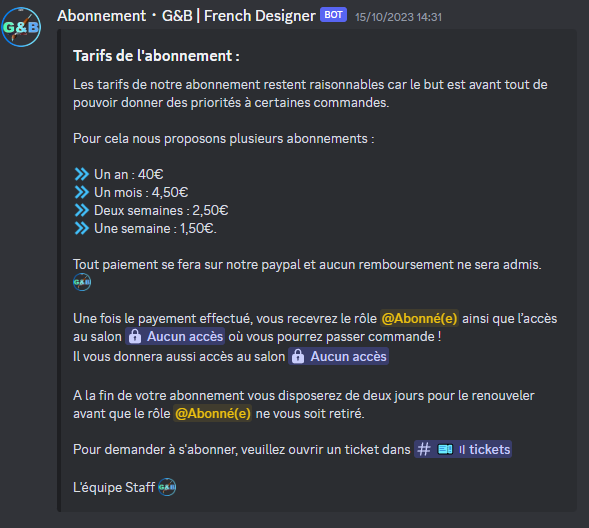 G&B
Abonnement • G&B | French Designer BOT 15/10/2023 14:31
Tarifs de l'abonnement :
Les tarifs de notre abonnement restent raisonnables car le but est avant tout de
pouvoir donner des priorités à certaines commandes.
Pour cela nous proposons plusieurs abonnements :
Un an : 40€
Un mois : 4,50€
Deux semaines : 2,50€
Une semaine : 1,50€.
Tout paiement se fera sur notre paypal et aucun remboursement ne sera admis.
G&B
Une fois le payement effectué, vous recevrez le rôle @Abonné(e) ainsi que l'accès
au salon Aucun accès où vous pourrez passer commande !
Il vous donnera aussi accès au salon Aucun accès
A la fin de votre abonnement vous disposerez de deux jours pour le renouveler
avant que le rôle @Abonné(e) ne vous soit retiré.
Pour demander à s'abonner, veuillez ouvrir un ticket dans # || tickets
L'équipe Staff G&B